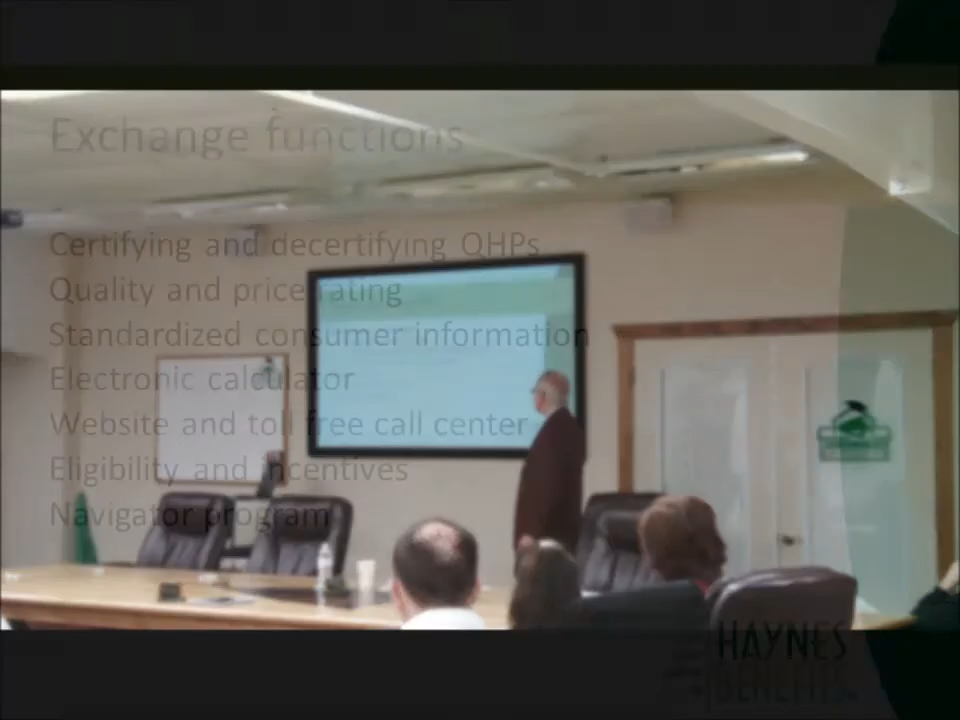 Exchange functions
Certifying and decertifying QHPs
Quality and price rating
Standardized consumer information
Electronic calculator
Website and toll free call center
Eligibility and incentives
Navigator program
HAYNES
BENEFITS